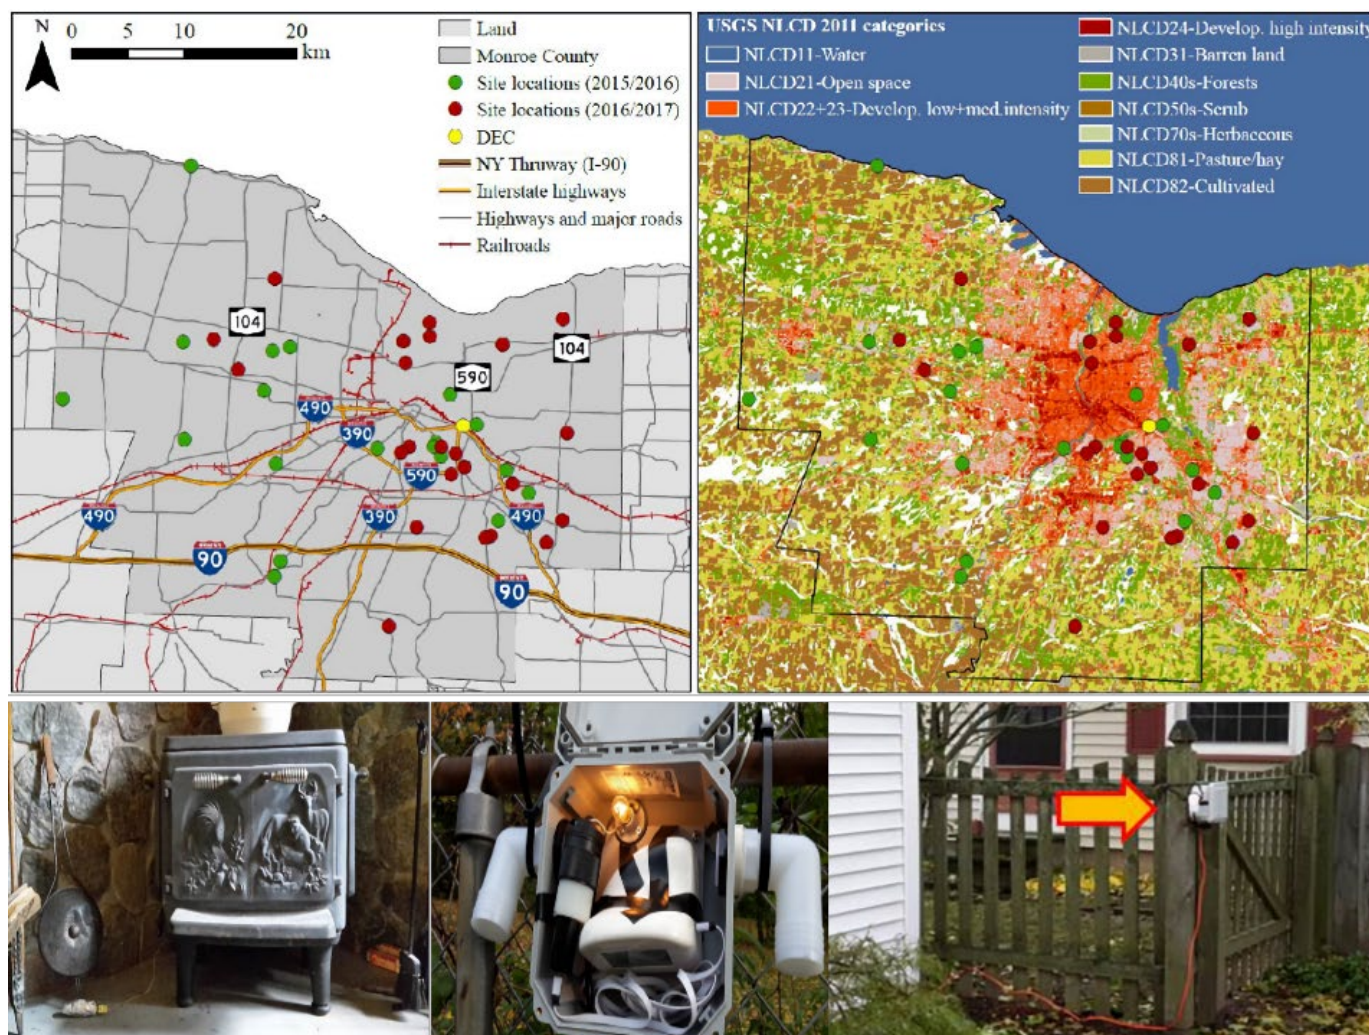 N
0 5 10 20
km
Land
Monroe County
Site locations (2015/2016)
Site locations (2016/2017)
DEC
NY Thruway (I-90)
Interstate highways
Highways and major roads
Railroads
104
104
590
490
390
590
490
390
490
90
90
USGS NLCD 2011 categories
NLCD11-Water
NLCD21-Open space
NLCD22+23-Develop. low+med.intensity
NLCD24-Develop. high intensity
NLCD31-Barren land
NLCD40s-Forests
NLCD50s-Scrub
NLCD70s-Herbaceous
NLCD81-Pasture/hay
NLCD82-Cultivated